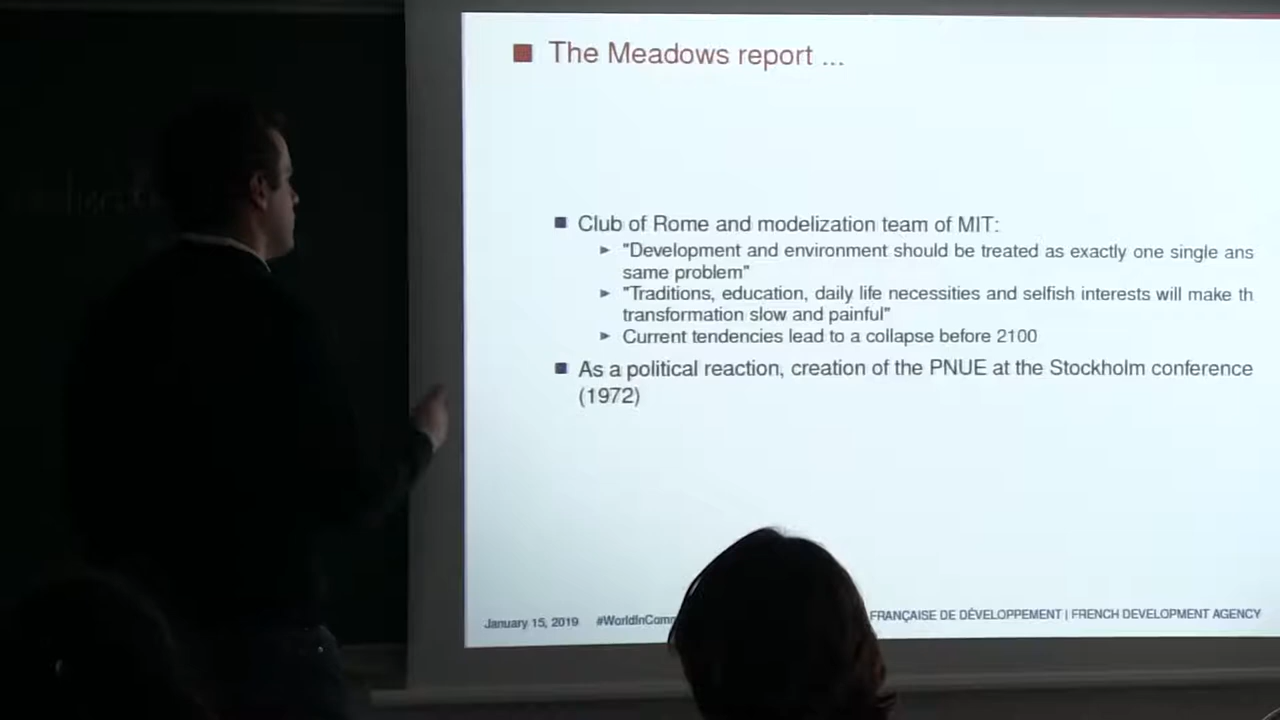 The Meadows report ...
Club of Rome and modelization team of MIT:
"Development and environment should be treated as exactly one single ans
same problem"
"Traditions, education, daily life necessities and selfish interests will make th
transformation slow and painful"
Current tendencies lead to a collapse before 2100
As a political reaction, creation of the PNUE at the Stockholm conference
(1972)
January 15, 2019 #WorldInComm FRANÇAISE DE DÉVELOPPEMENT | FRENCH DEVELOPMENT AGENCY